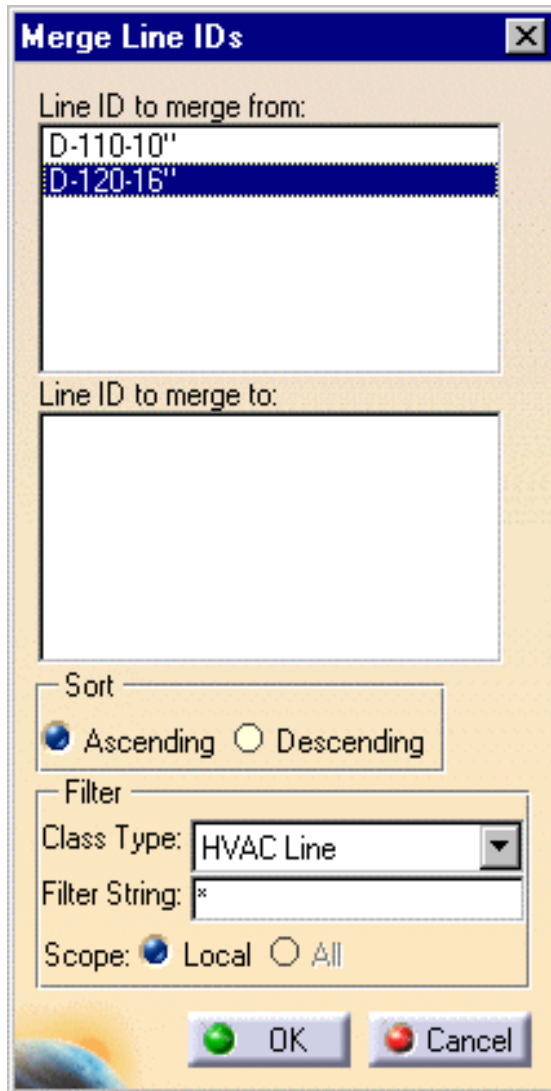 Merge Line IDs
Line ID to merge from:
D-110-10"
D-120-16"
Line ID to merge to:
Sort
Ascending Descending
Filter
Class Type: HVAC Line
Filter String: *
Scope: Local All
OK Cancel